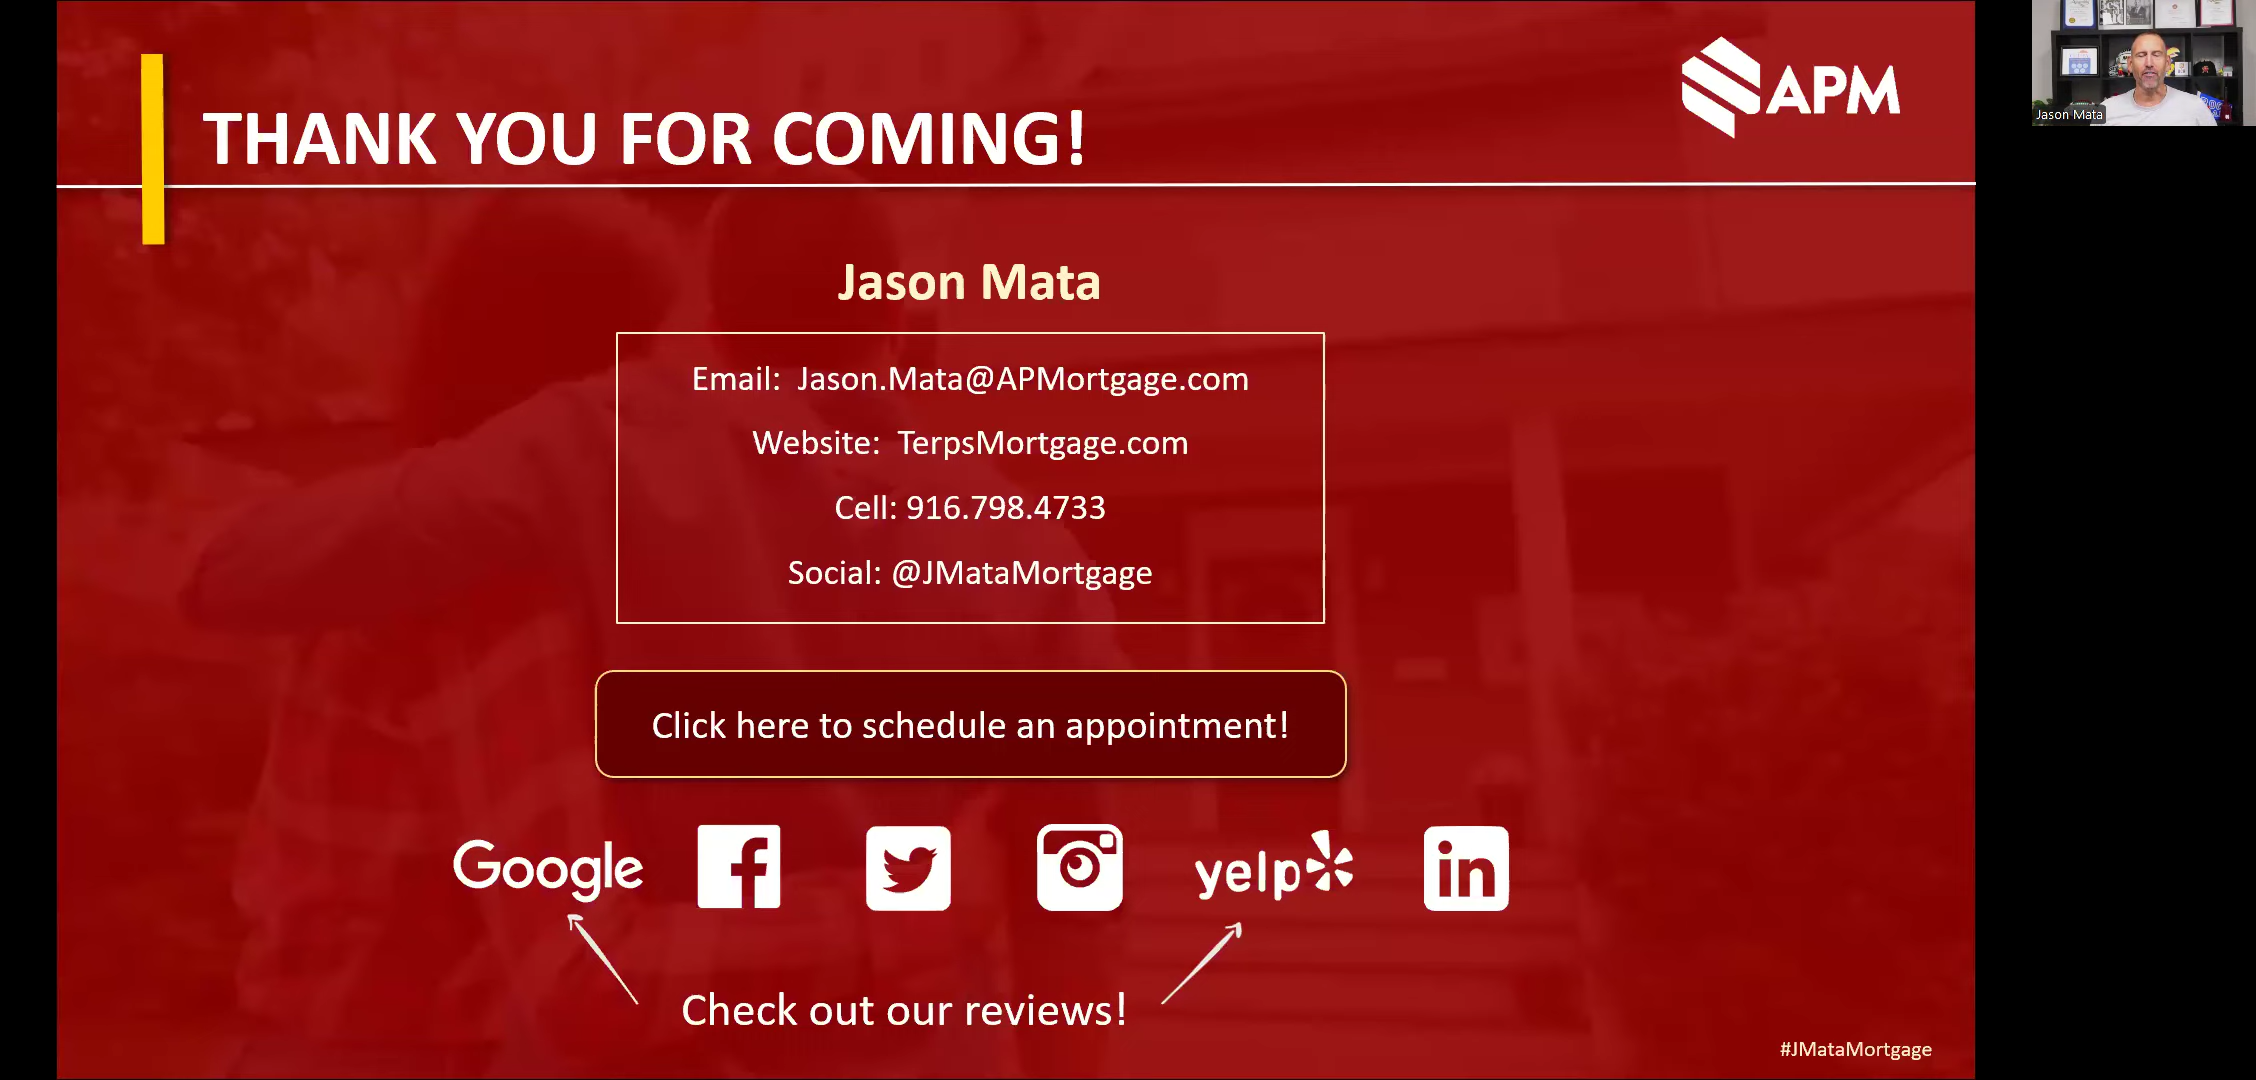 THANK YOU FOR COMING!
APM
Jason Mata
Jason Mata
Email:  Jason.Mata@APMortgage.com
Website:  TerpsMortgage.com
Cell: 916.798.4733
Social: @JMataMortgage
Click here to schedule an appointment!
Google
f
yelp
in
Check out our reviews!
#JMataMortgage